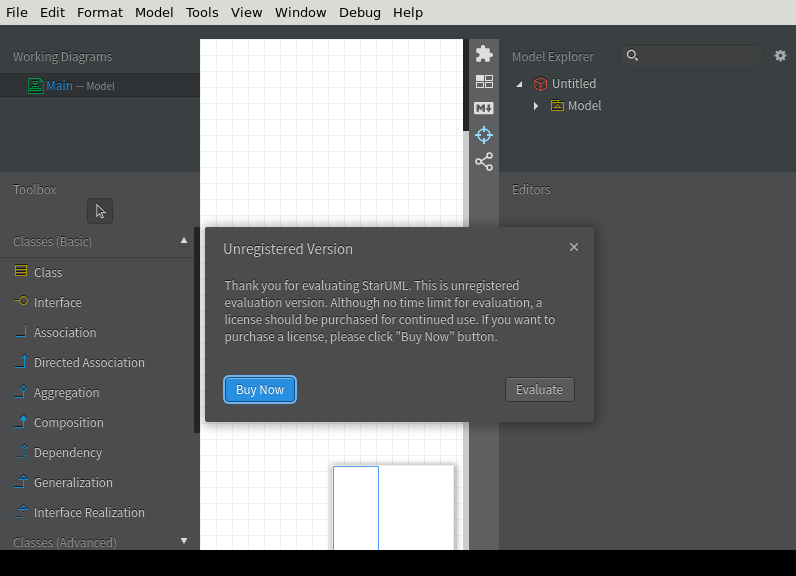 File Edit Format Model Tools View Window Debug Help
Working Diagrams
Main — Model
Toolbox
Classes (Basic)
Class
Interface
Association
Directed Association
Aggregation
Composition
Dependency
Generalization
Interface Realization
Classes (Advanced)
M
Unregistered Version
Thank you for evaluating StarUML. This is unregistered
evaluation version. Although no time limit for evaluation, a
license should be purchased for continued use. If you want to
purchase a license, please click "Buy Now" button.
Buy Now
Evaluate
Model Explorer
Untitled
Model
Editors